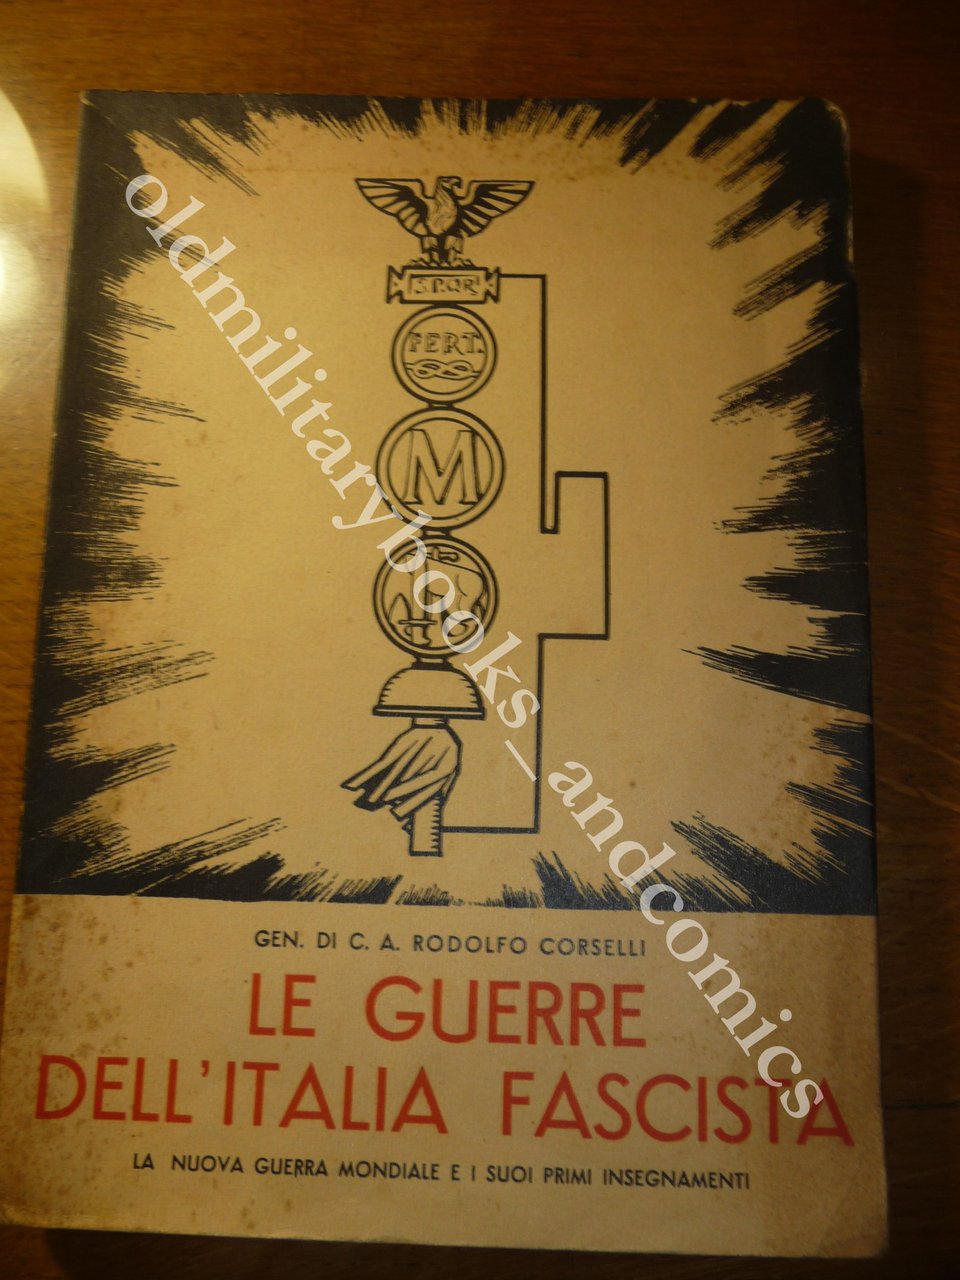 S.P.Q.R
FERT.
M
GEN. DI C. A. RODOLFO CORSELLI
LE GUERRE
DELL'ITALIA FASCISTA
LA NUOVA GUERRA MONDIALE E I SUOI PRIMI INSEGNAMENTI
oldmilitarybooks_andcomics